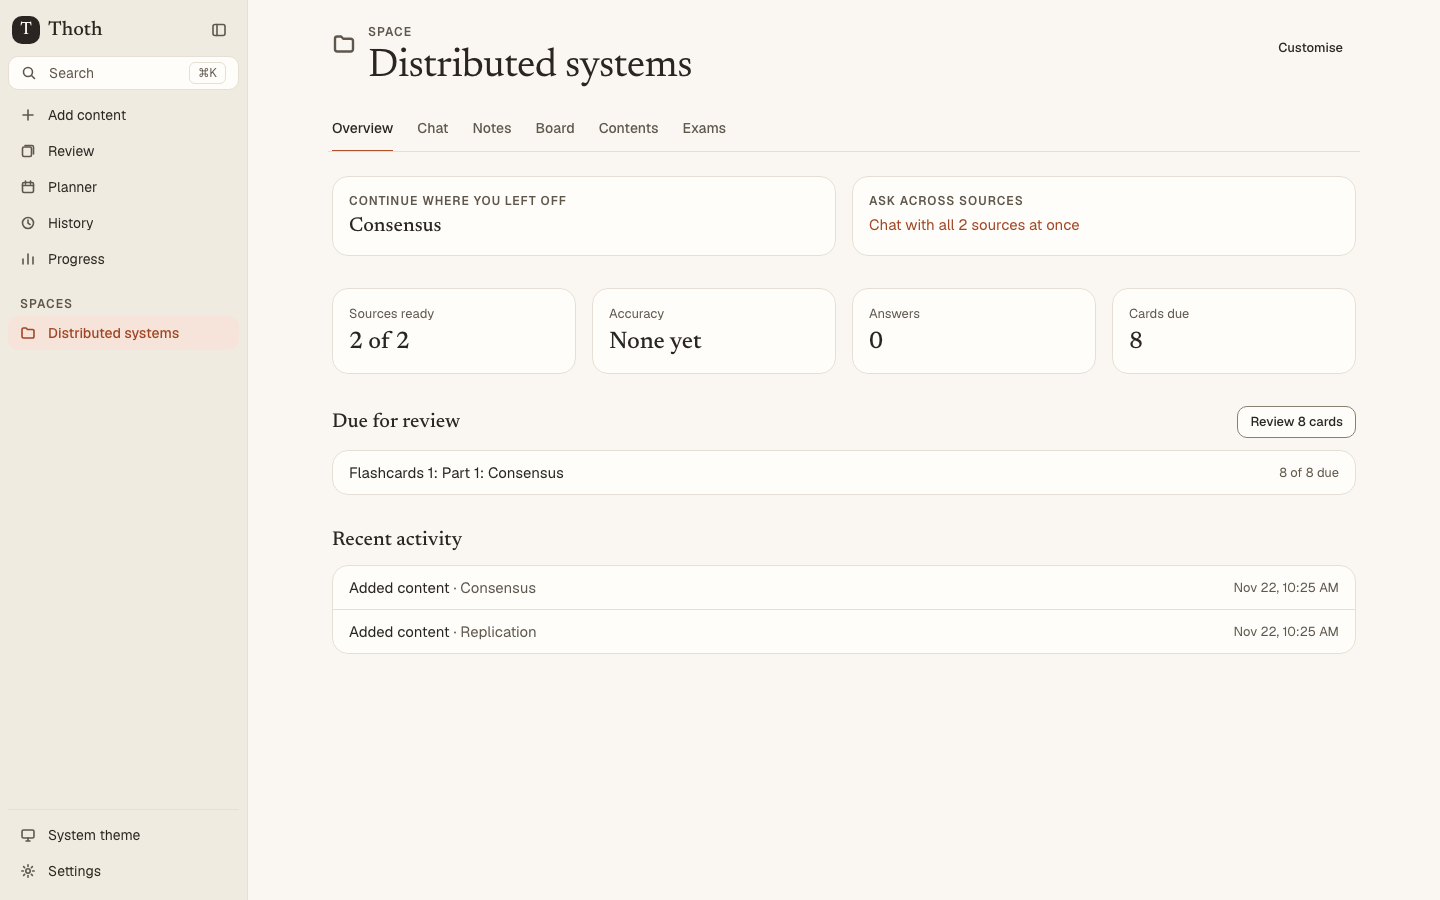 T Thoth
Search ⌘K
Add content
Review
Planner
History
Progress
SPACES
Distributed systems
System theme
Settings
SPACE
Distributed systems
Customise
Overview Chat Notes Board Contents Exams
CONTINUE WHERE YOU LEFT OFF
Consensus
ASK ACROSS SOURCES
Chat with all 2 sources at once
Sources ready
2 of 2
Accuracy
None yet
Answers
0
Cards due
8
Due for review
Review 8 cards
Flashcards 1: Part 1: Consensus 8 of 8 due
Recent activity
Added content · Consensus Nov 22, 10:25 AM
Added content · Replication Nov 22, 10:25 AM